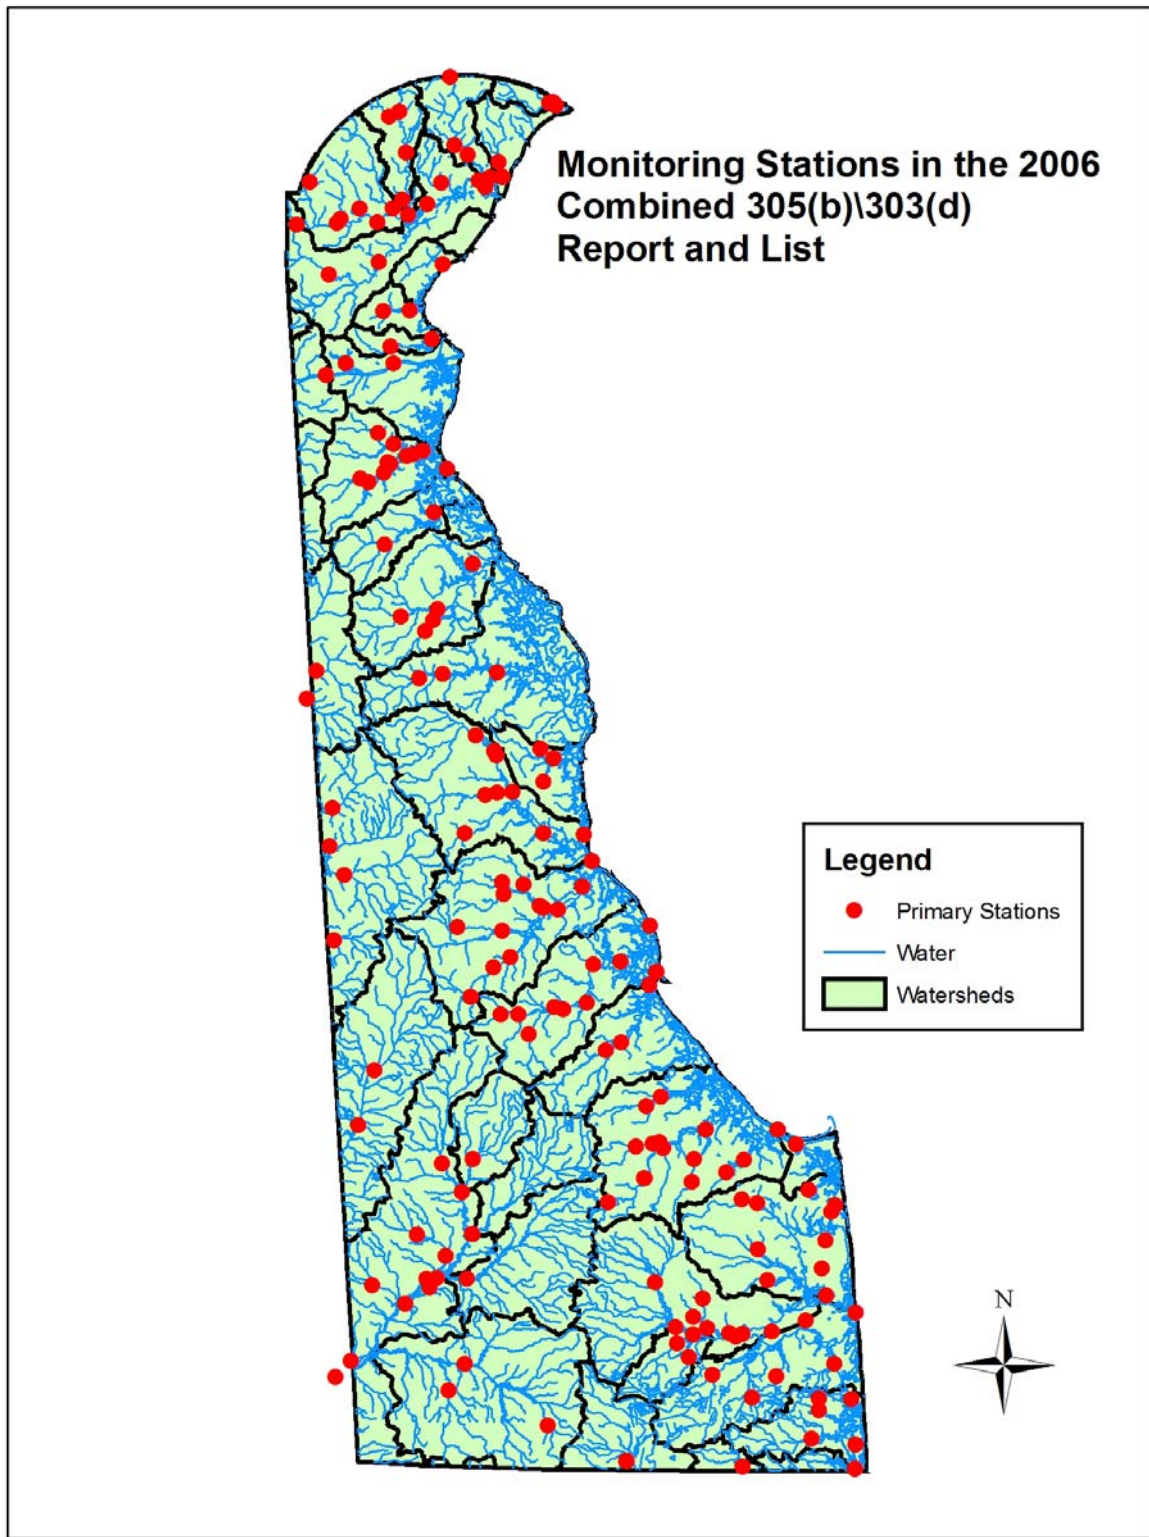 Monitoring Stations in the 2006
Combined 305(b)\303(d)
Report and List
Legend
Primary Stations
Water
Watersheds
N